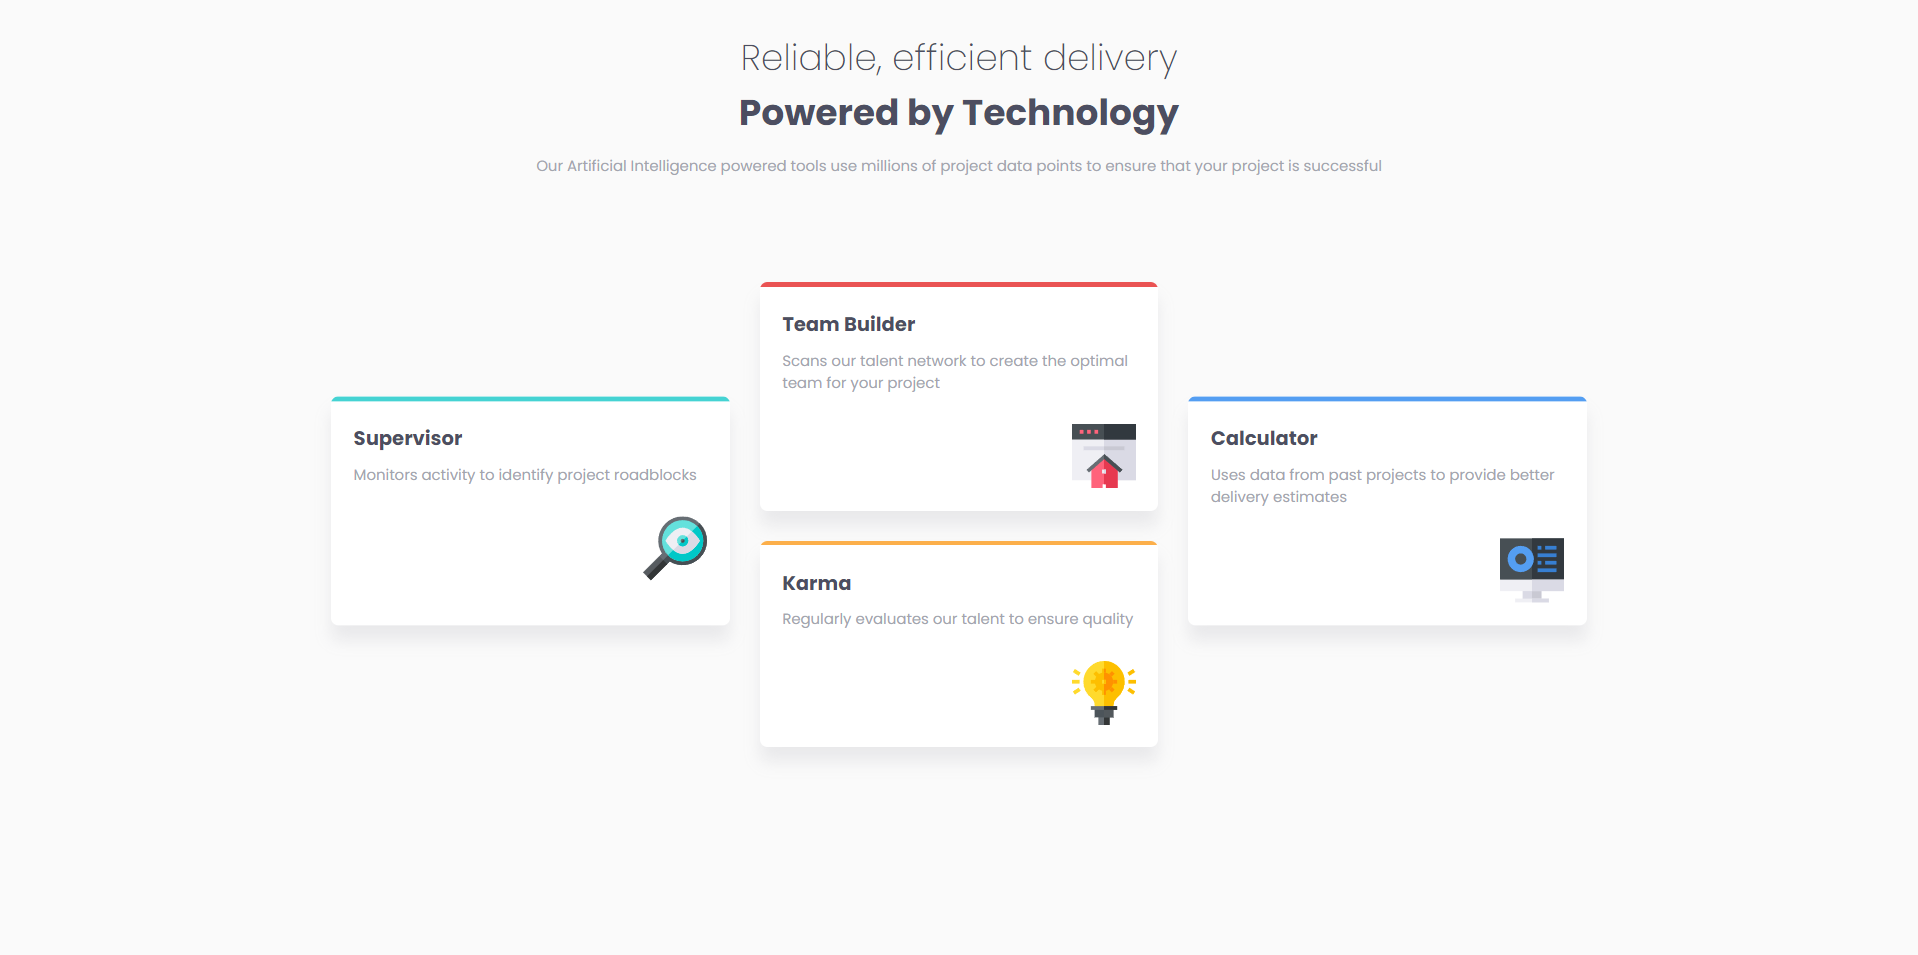 Reliable, efficient delivery
Powered by Technology
Our Artificial Intelligence powered tools use millions of project data points to ensure that your project is successful
Supervisor
Monitors activity to identify project roadblocks
Team Builder
Scans our talent network to create the optimal
team for your project
Karma
Regularly evaluates our talent to ensure quality
Calculator
Uses data from past projects to provide better
delivery estimates